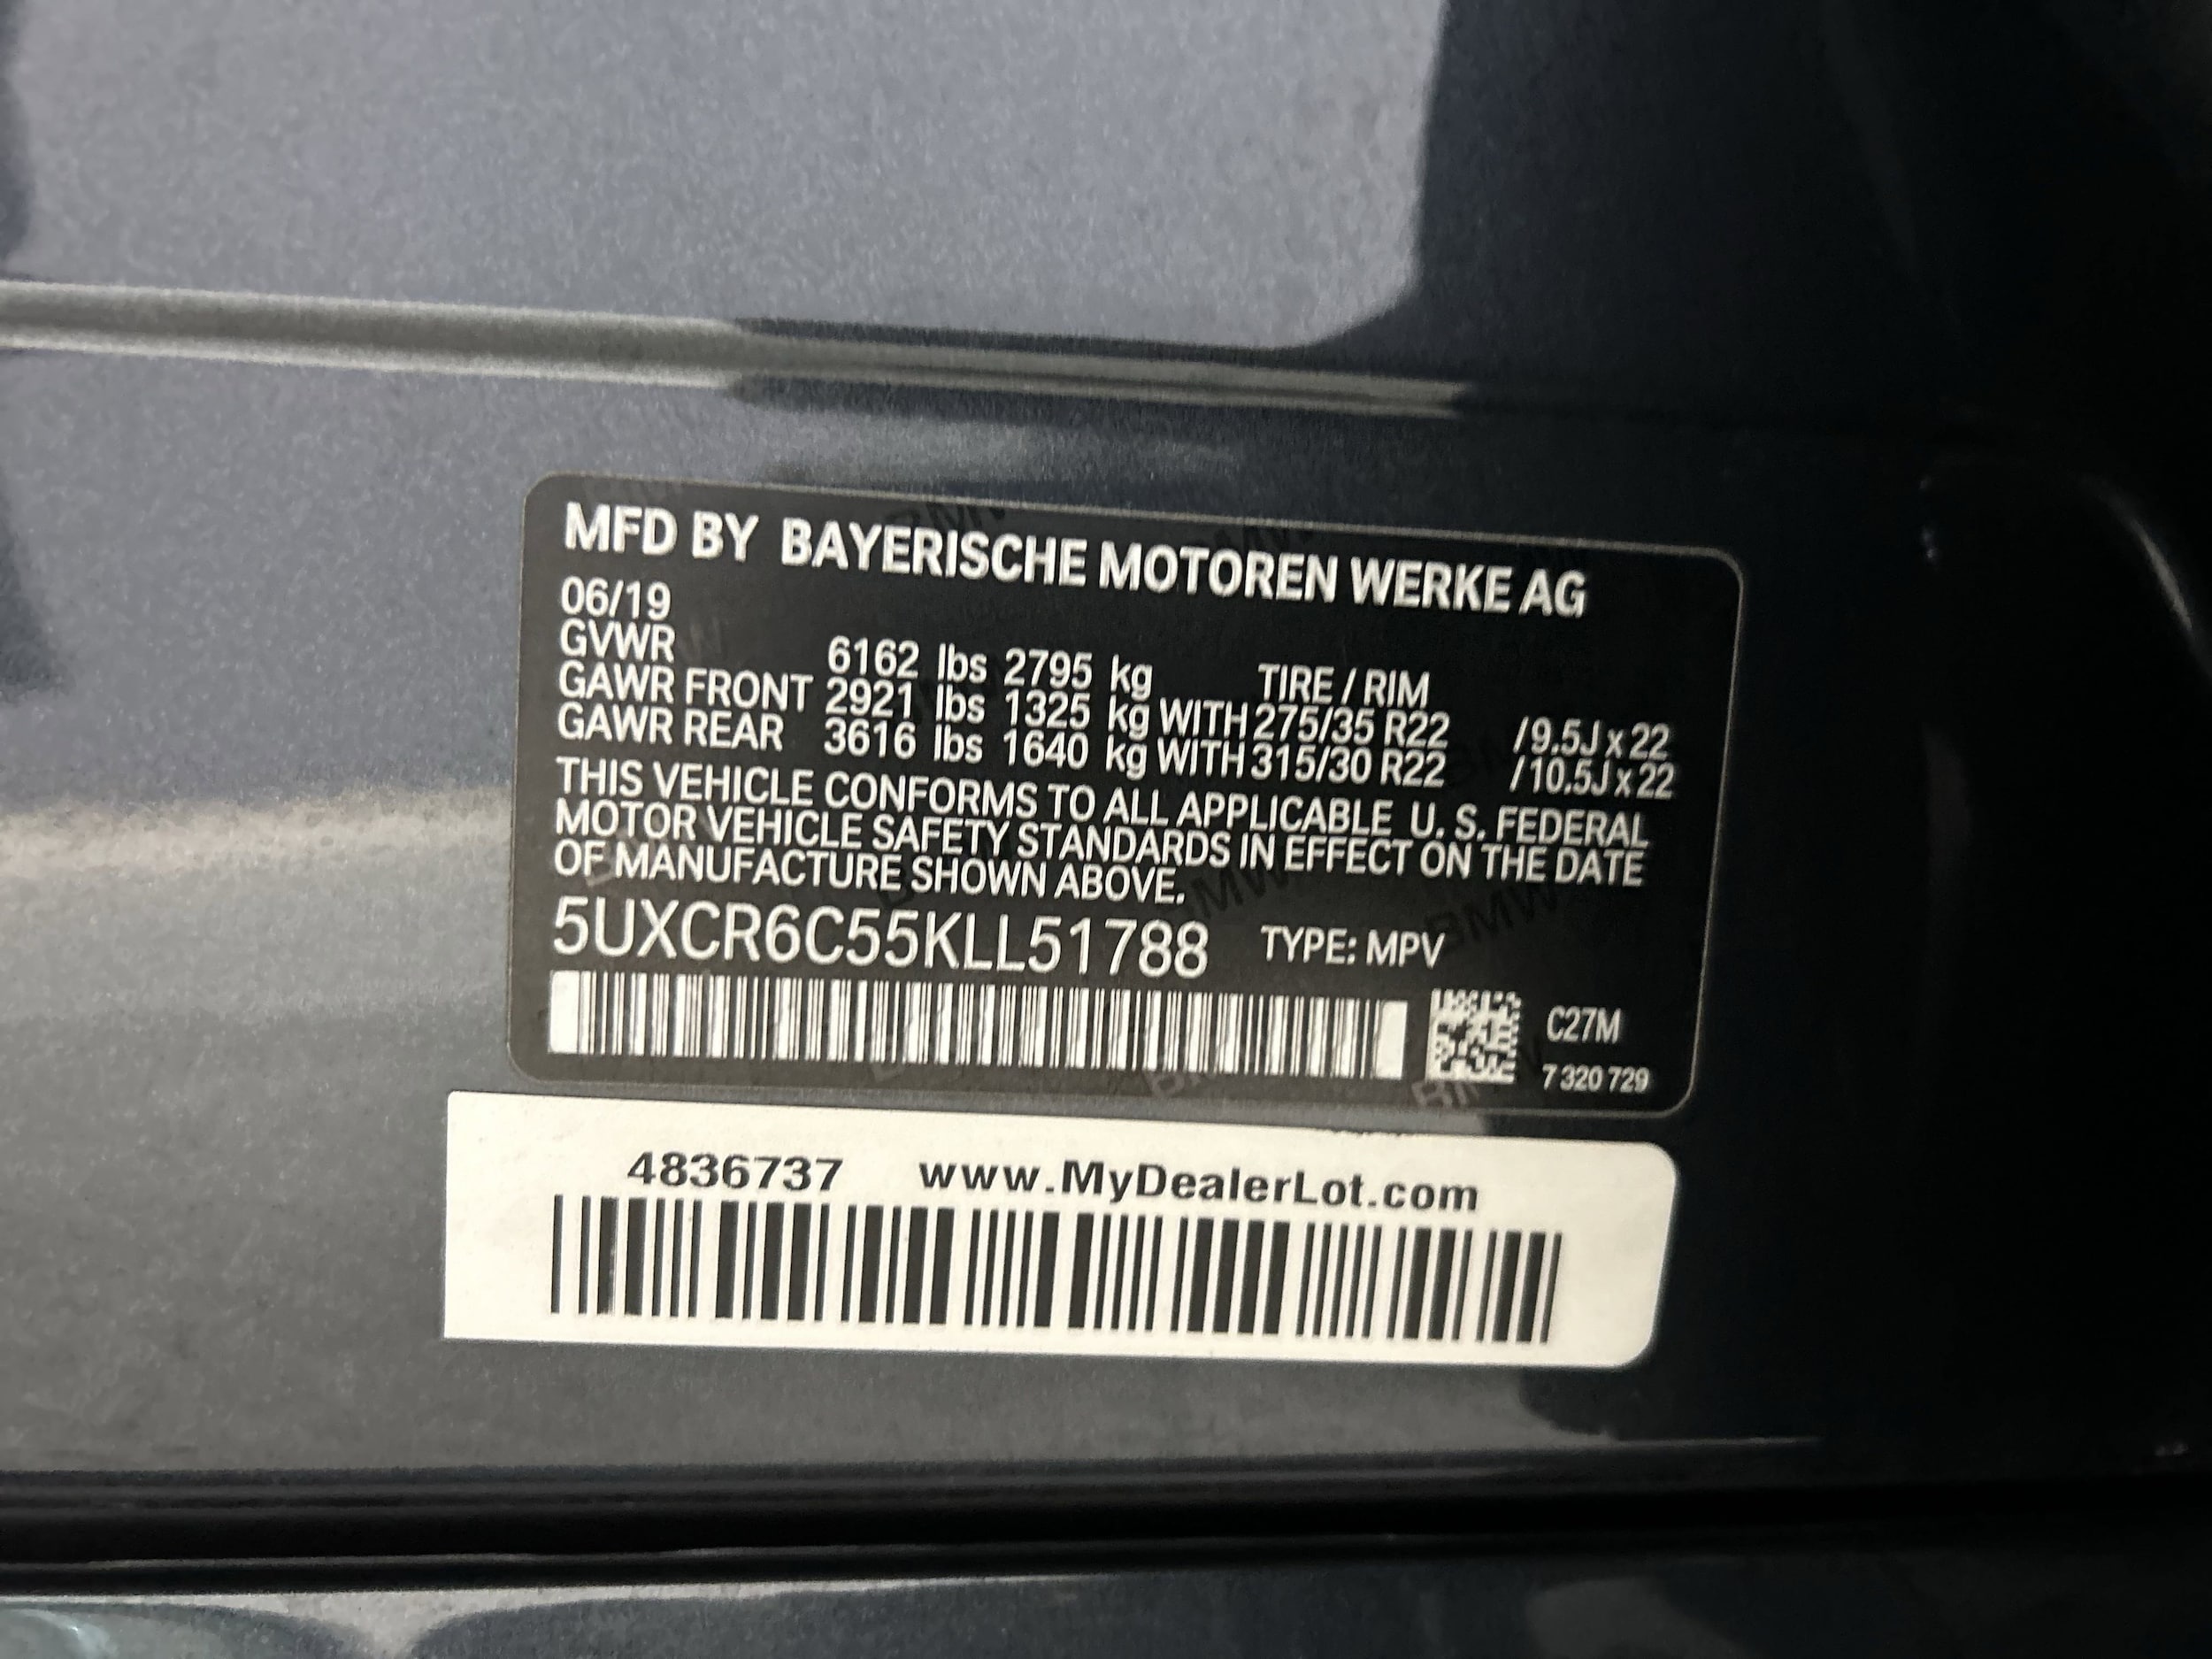 MFD BY BAYERISCHE MOTOREN WERKE AG
06/19
GVWR 6162 lbs 2795 kg TIRE / RIM
GAWR FRONT 2921 lbs 1325 kg WITH 275/35 R22 /9.5J x 22
GAWR REAR 3616 lbs 1640 kg WITH 315/30 R22 /10.5J x 22
THIS VEHICLE CONFORMS TO ALL APPLICABLE U. S. FEDERAL
MOTOR VEHICLE SAFETY STANDARDS IN EFFECT ON THE DATE
OF MANUFACTURE SHOWN ABOVE.
5UXCR6C55KLL51788 TYPE: MPV
C27M
7 320 729
4836737 www.MyDealerLot.com